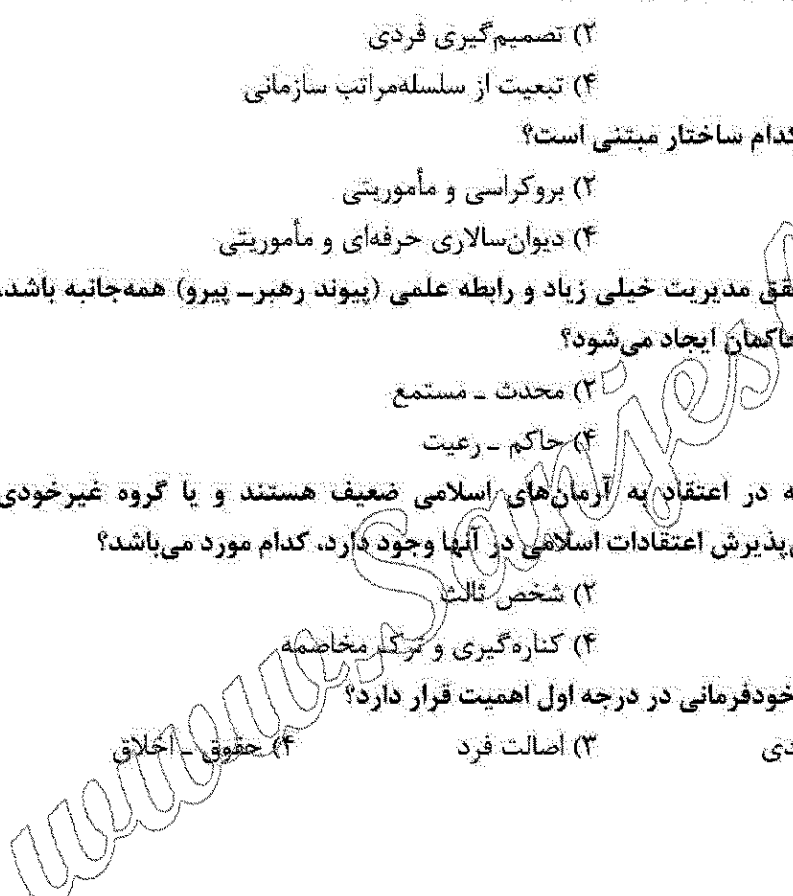 ۲) تصمیم‌گیری فردی
۴) تبعیت از سلسله‌مراتب سازمانی
کدام ساختار مبتنی است؟
۲) بروکراسی و مأموریتی
۴) دیوان‌سالاری حرفه‌ای و مأموریتی
مدیریت خیلی زیاد و رابطه علمی (پیوند رهبر ـ پیرو) همه‌جانبه باشد،
ایجاد می‌شود؟
۲) محدث ـ مستمع
۴) حاکم ـ رعیت
در اعتقاد به آرمان‌های اسلامی ضعیف هستند و یا گروه غیرخودی
پذیرش اعتقادات اسلامی در آنها وجود دارد، کدام مورد می‌باشد؟
۲) شخص ثالث
۴) کناره‌گیری و ترک مخاصمه
خودفرمانی در درجه اول اهمیت قرار دارد؟
۳) اصالت فرد ۴) حقوق ـ اخلاق
www.Sanjes